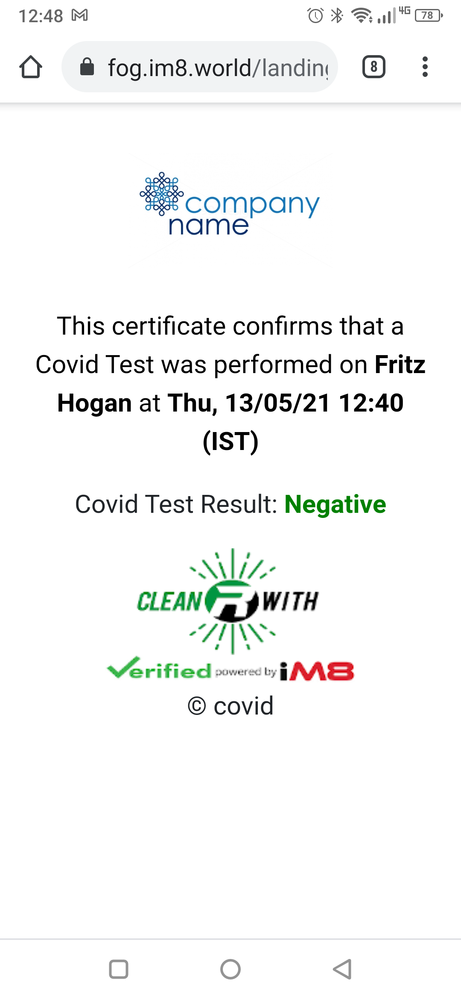 12:48
4G
78
fog.im8.world/landing
8
company
name
This certificate confirms that a
Covid Test was performed on Fritz
Hogan at Thu, 13/05/21 12:40
(IST)
Covid Test Result: Negative
CLEAN WITH
Verified powered by iM8
© covid